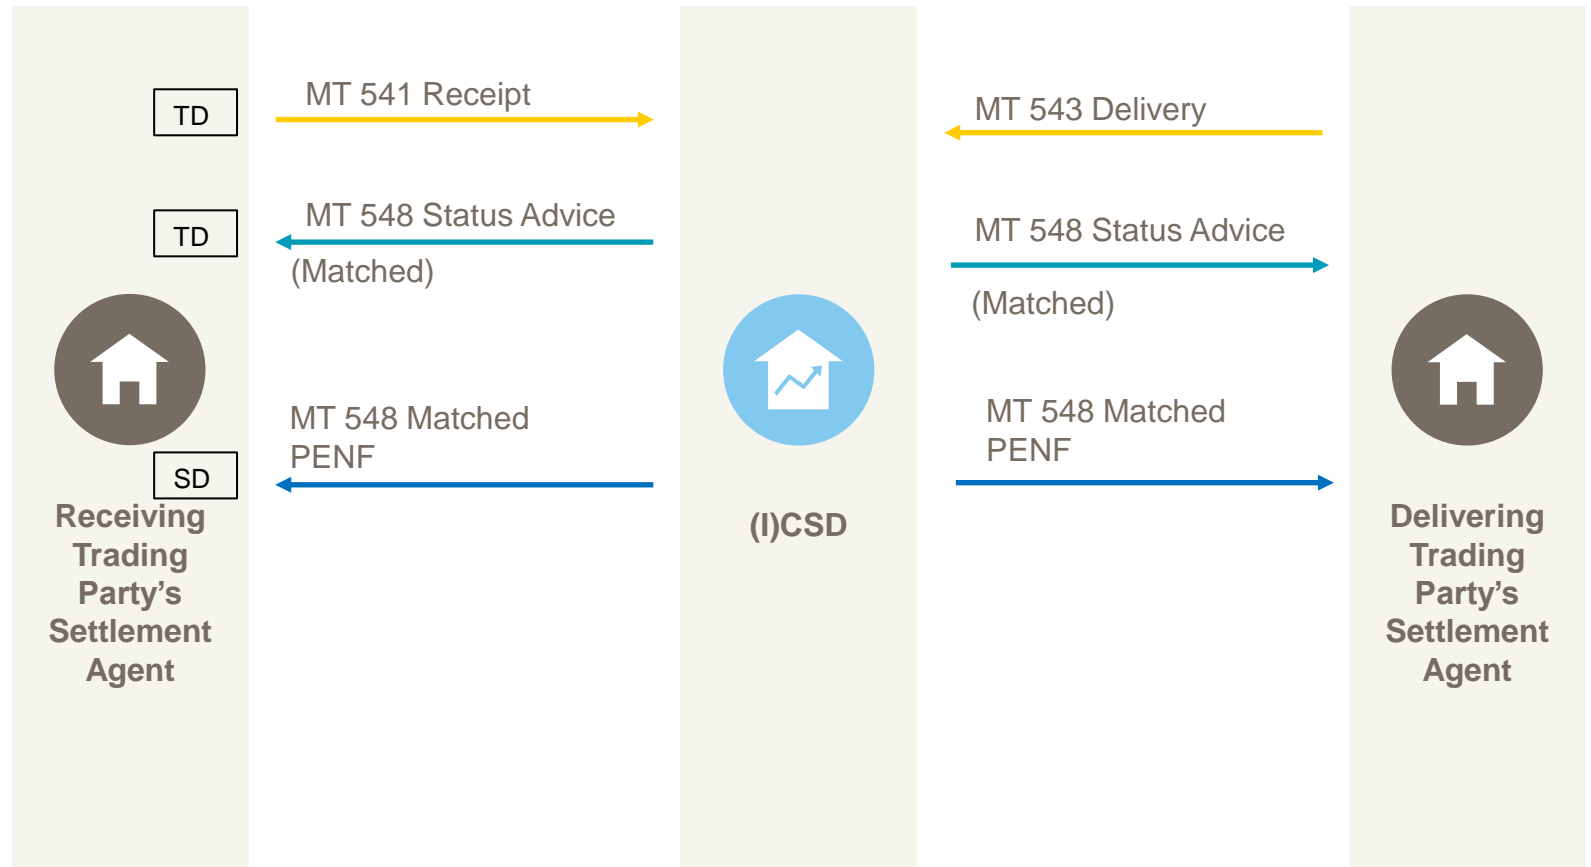 TD
MT 541 Receipt
MT 543 Delivery
TD
MT 548 Status Advice
(Matched)
MT 548 Status Advice
(Matched)
MT 548 Matched
PENF
MT 548 Matched
PENF
SD
Receiving
Trading
Party’s
Settlement
Agent
(I)CSD
Delivering
Trading
Party’s
Settlement
Agent